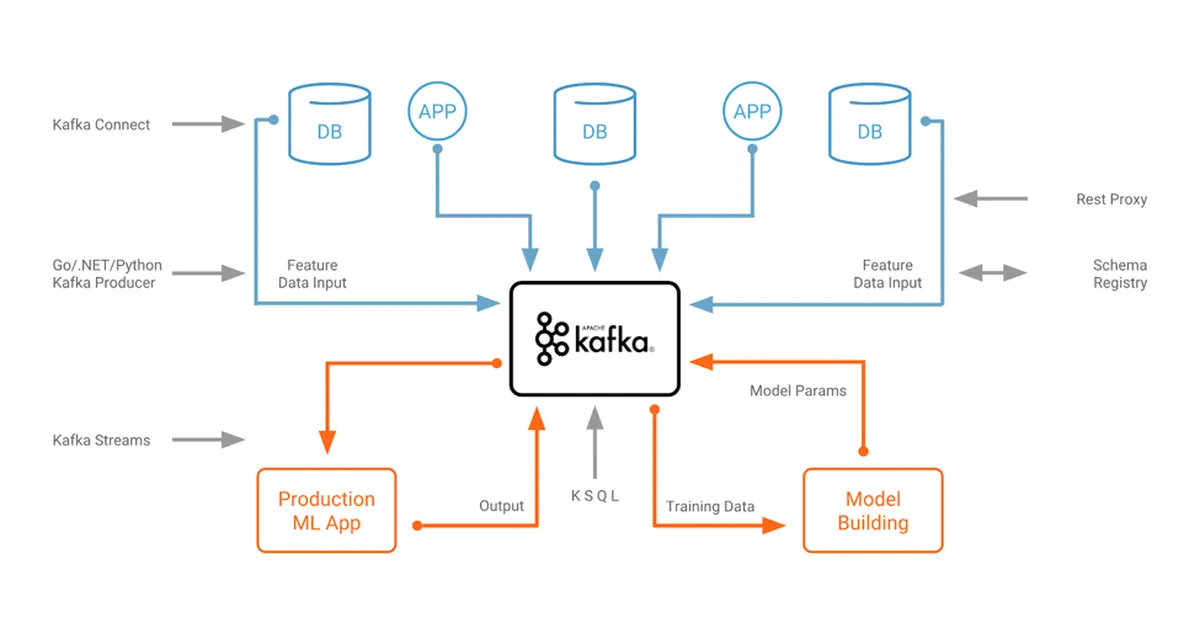 DB
APP
DB
APP
DB
Kafka Connect
Rest Proxy
Go/.NET/Python
Kafka Producer
Feature
Data Input
Feature
Data Input
Schema
Registry
APACHE
kafka®
Model Params
Kafka Streams
Production
ML App
Output
KSQL
Training Data
Model
Building